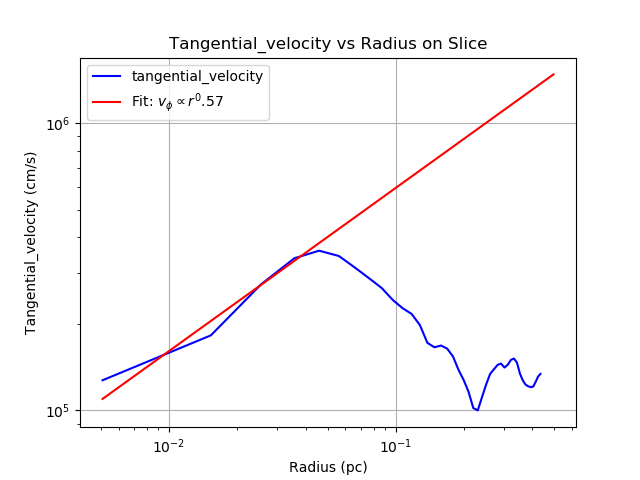 Tangential_velocity vs Radius on Slice
tangential_velocity
Fit: $v_\phi \propto r^0.57$
10^6
10^5
Tangential_velocity (cm/s)
10^-2
10^-1
Radius (pc)